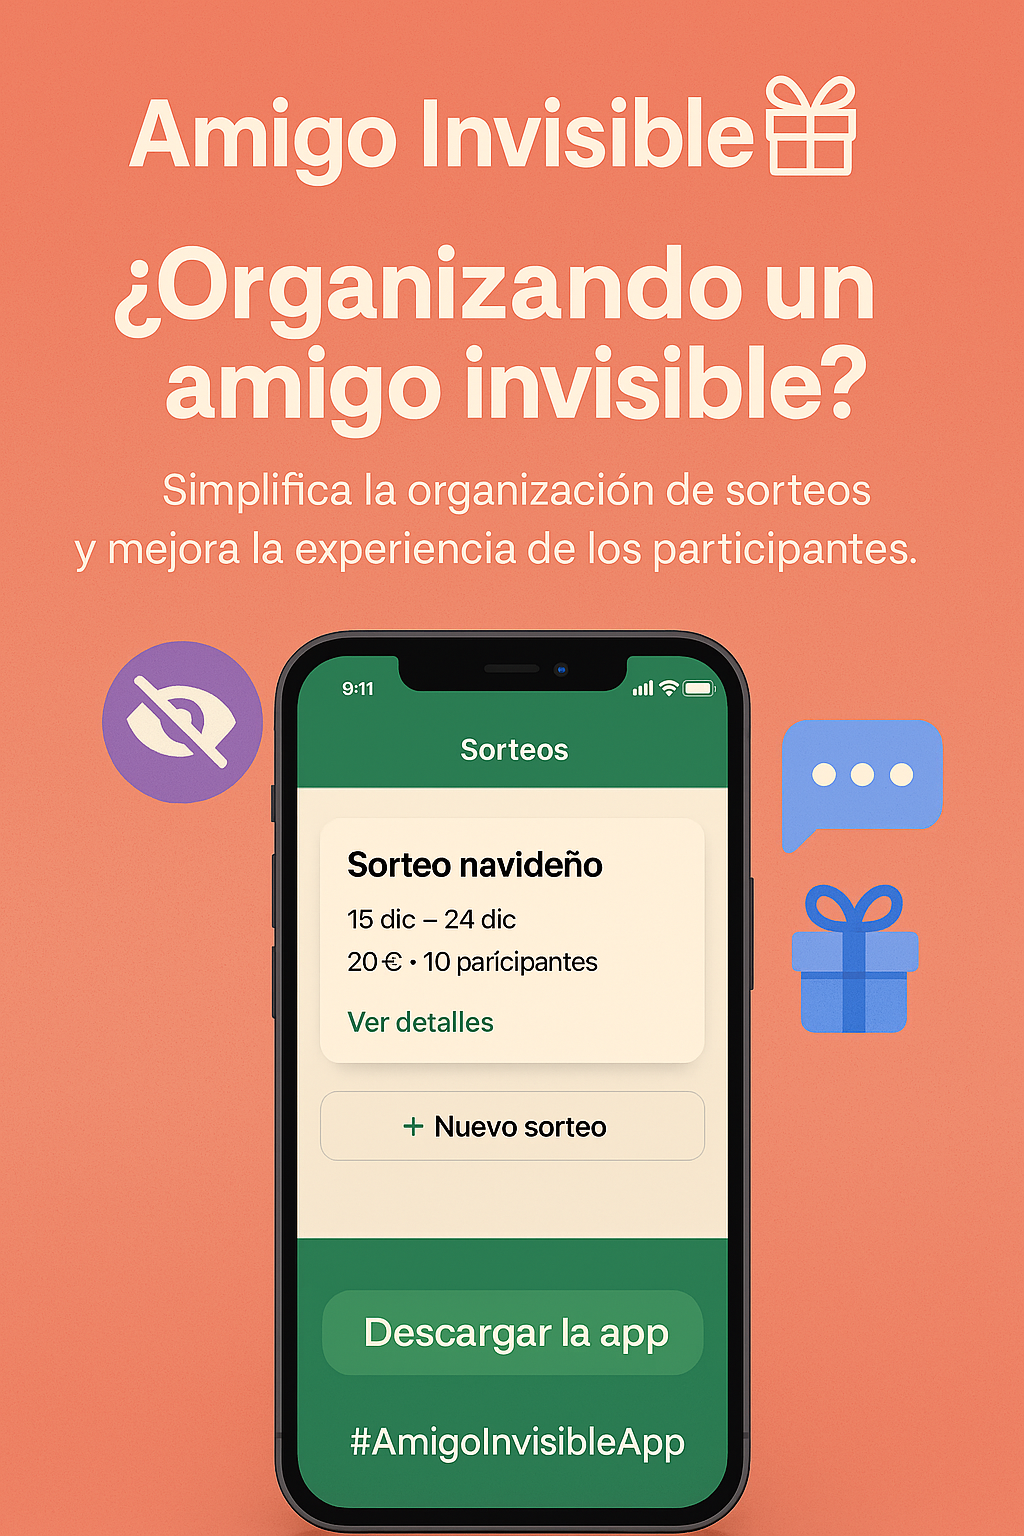 Amigo Invisible
¿Organizando un
amigo invisible?
Simplifica la organización de sorteos
y mejora la experiencia de los participantes.
9:11
Sorteos
Sorteo navideño
15 dic – 24 dic
20 € • 10 parícipantes
Ver detalles
+ Nuevo sorteo
Descargar la app
#AmigoInvisibleApp